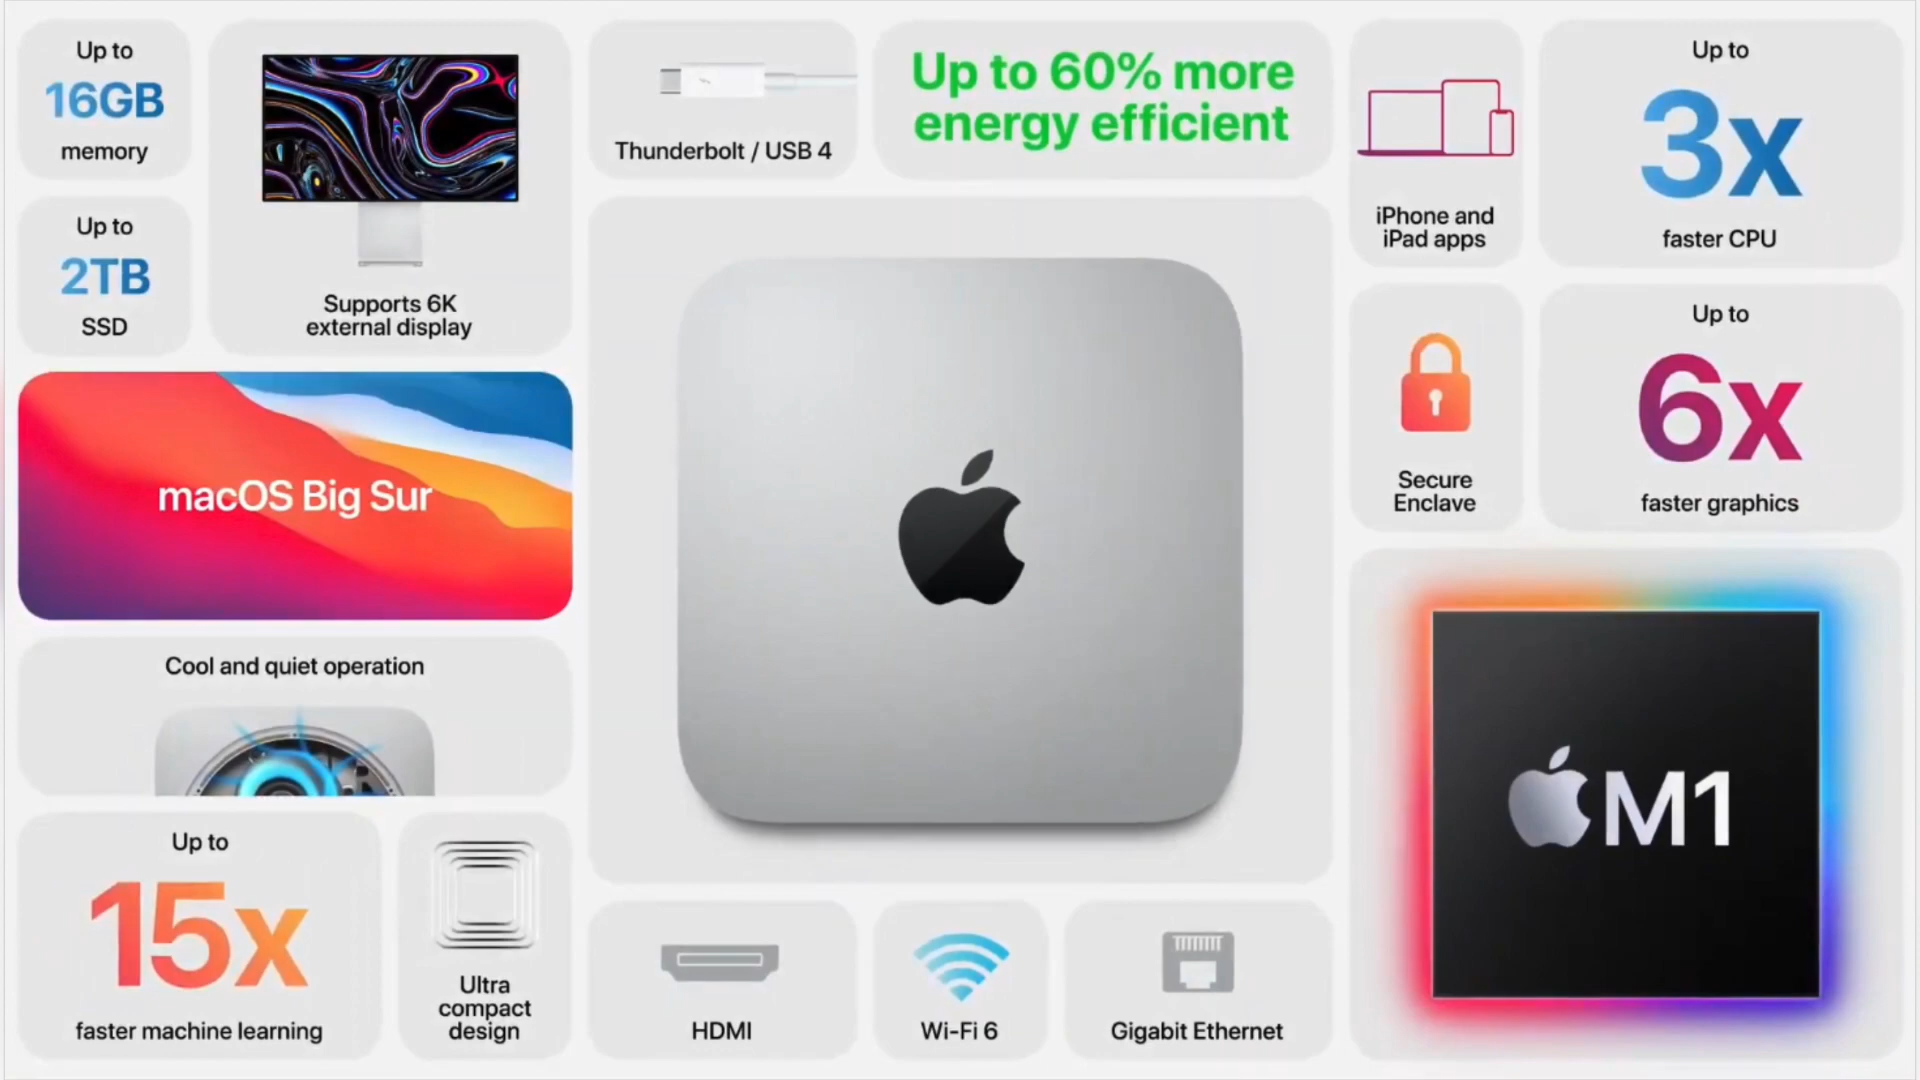 Up to
16GB
memory
Up to
2TB
SSD
Supports 6K
external display
Thunderbolt / USB 4
Up to 60% more
energy efficient
iPhone and
iPad apps
Up to
3x
faster CPU
macOS Big Sur
Secure
Enclave
Up to
6x
faster graphics
Cool and quiet operation
Up to
15x
faster machine learning
Ultra
compact
design
HDMI
Wi-Fi 6
Gigabit Ethernet
M1